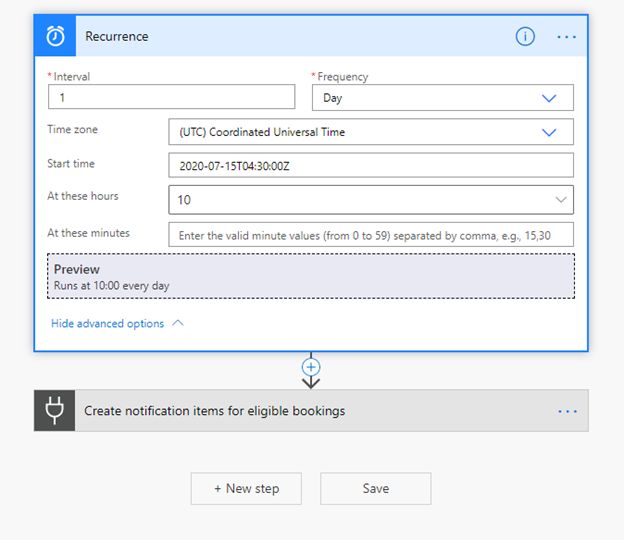 Recurrence
* Interval
* Frequency
1
Day
Time zone
(UTC) Coordinated Universal Time
Start time
2020-07-15T04:30:00Z
At these hours
10
At these minutes
Enter the valid minute values (from 0 to 59) separated by comma, e.g., 15,30
Preview
Runs at 10:00 every day
Hide advanced options
Create notification items for eligible bookings
+ New step
Save